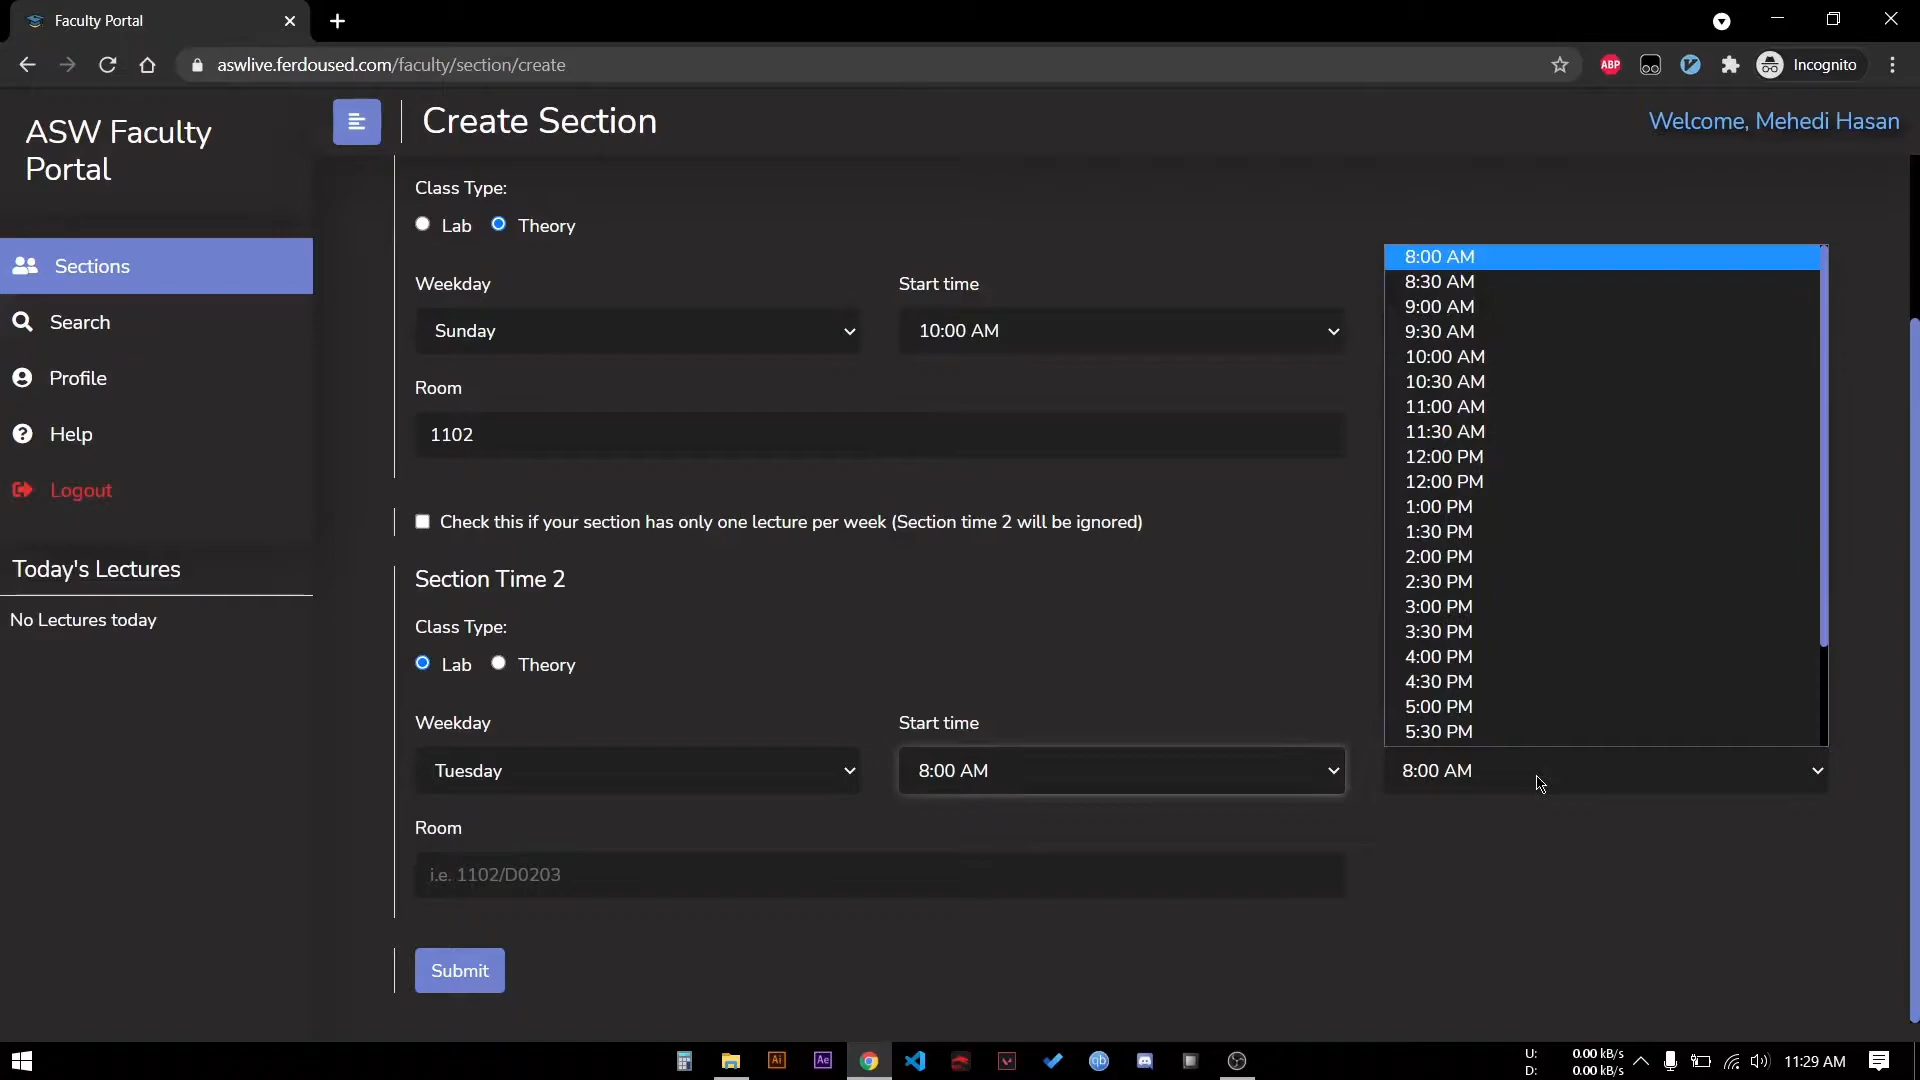 Faculty Portal
aswlive.ferdoused.com/faculty/section/create
ABP
Incognito
ASW Faculty
Portal
Create Section
Welcome, Mehedi Hasan
Sections
Search
Profile
Help
Logout
Today's Lectures
No Lectures today
Class Type:
Lab Theory
Weekday Start time
Sunday 10:00 AM
Room
1102
Check this if your section has only one lecture per week (Section time 2 will be ignored)
Section Time 2
Class Type:
Lab Theory
Weekday Start time
Tuesday 8:00 AM
8:00 AM
8:30 AM
9:00 AM
9:30 AM
10:00 AM
10:30 AM
11:00 AM
11:30 AM
12:00 PM
12:00 PM
1:00 PM
1:30 PM
2:00 PM
2:30 PM
3:00 PM
3:30 PM
4:00 PM
4:30 PM
5:00 PM
5:30 PM
8:00 AM
Room
i.e. 1102/D0203
Submit
Ai
Ae
qb
U: 0.00 kB/s
D: 0.00 kB/s
11:29 AM